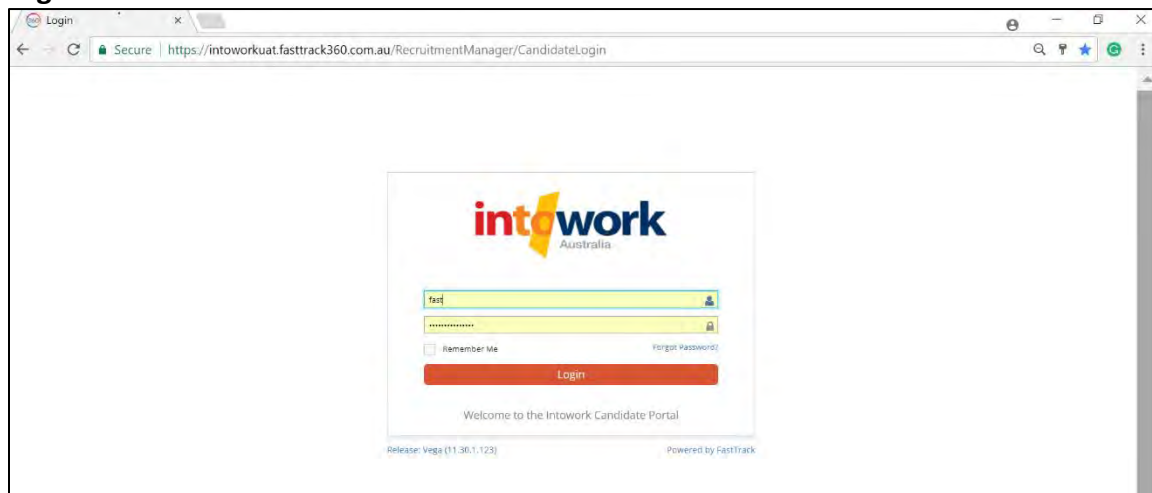 Login
Secure | https://intoworkuat.fasttrack360.com.au/RecruitmentManager/CandidateLogin
intowork
Australia
fast
Remember Me Forgot Password?
Login
Welcome to the Intowork Candidate Portal
Release: Vega (11.30.1.123) Powered by FastTrack